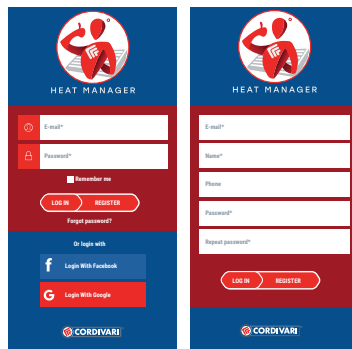 HEAT MANAGER
E-mail*
Password*
Remember me
LOG IN REGISTER
Forgot password?
Or login with
f Login With Facebook
G Login With Google
CORDIVARI
HEAT MANAGER
E-mail*
Name*
Phone
Password*
Repeat password*
LOG IN REGISTER
CORDIVARI